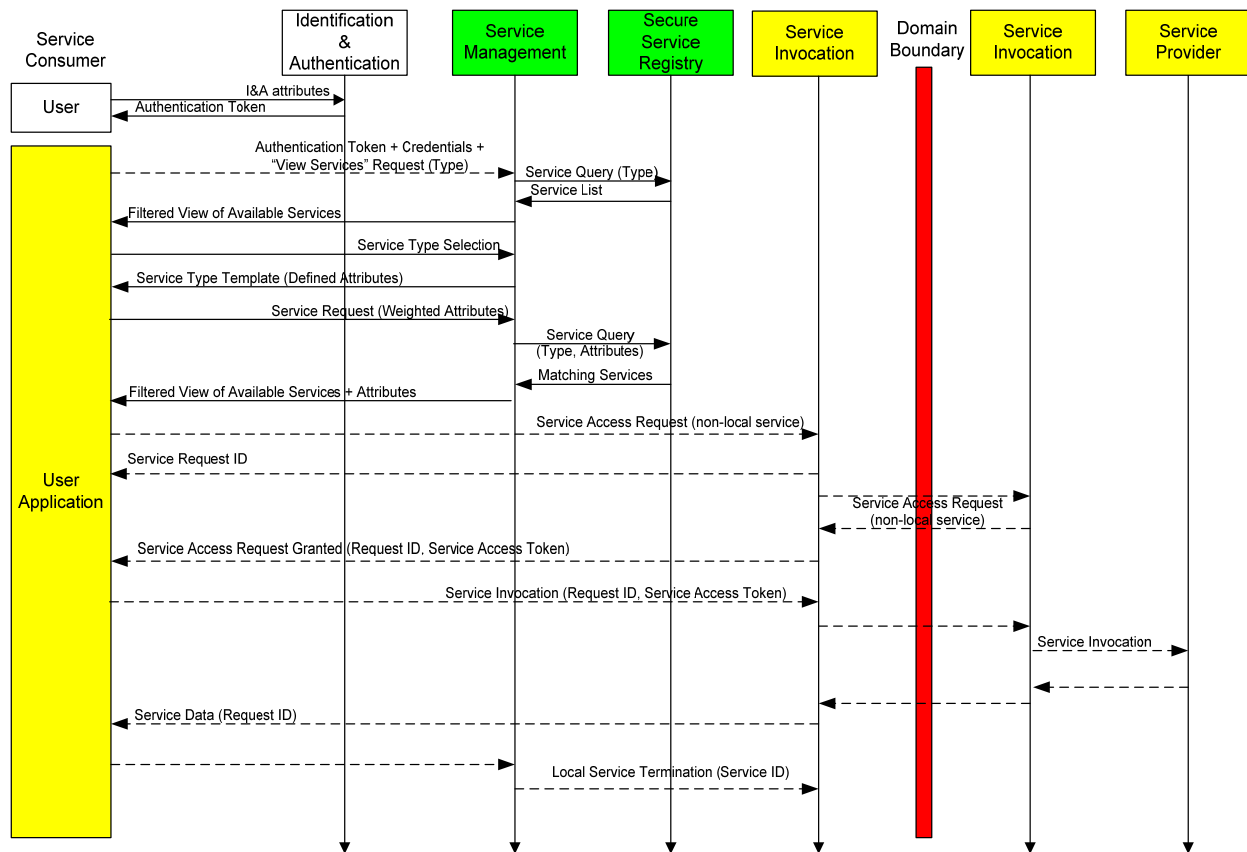 Service
Consumer
Identification
&
Authentication
Service
Management
Secure
Service
Registry
Service
Invocation
Domain
Boundary
Service
Invocation
Service
Provider
User
I&A attributes
Authentication Token
Authentication Token + Credentials +
“View Services” Request (Type)
Service Query (Type)
Service List
Filtered View of Available Services
Service Type Selection
Service Type Template (Defined Attributes)
Service Request (Weighted Attributes)
Service Query
(Type, Attributes)
Matching Services
Filtered View of Available Services + Attributes
Service Access Request (non-local service)
Service Request ID
User
Application
Service Access Request
(non-local service)
Service Access Request Granted (Request ID, Service Access Token)
Service Invocation (Request ID, Service Access Token)
Service Invocation
Service Data (Request ID)
Local Service Termination (Service ID)